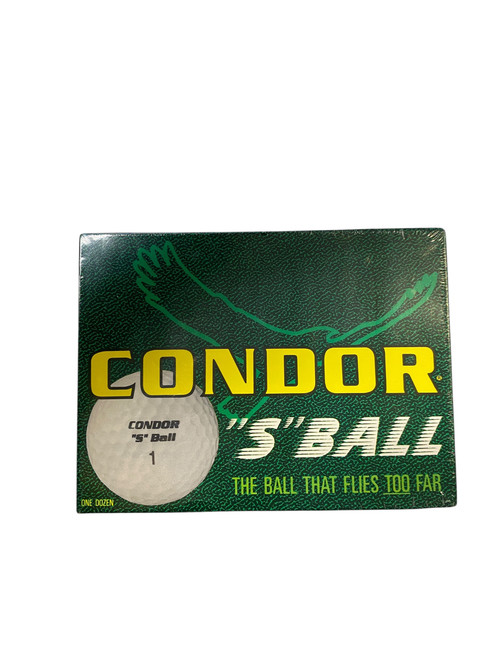 CONDOR®
"S" BALL
CONDOR
"S" Ball
1
THE BALL THAT FLIES TOO FAR
ONE DOZEN